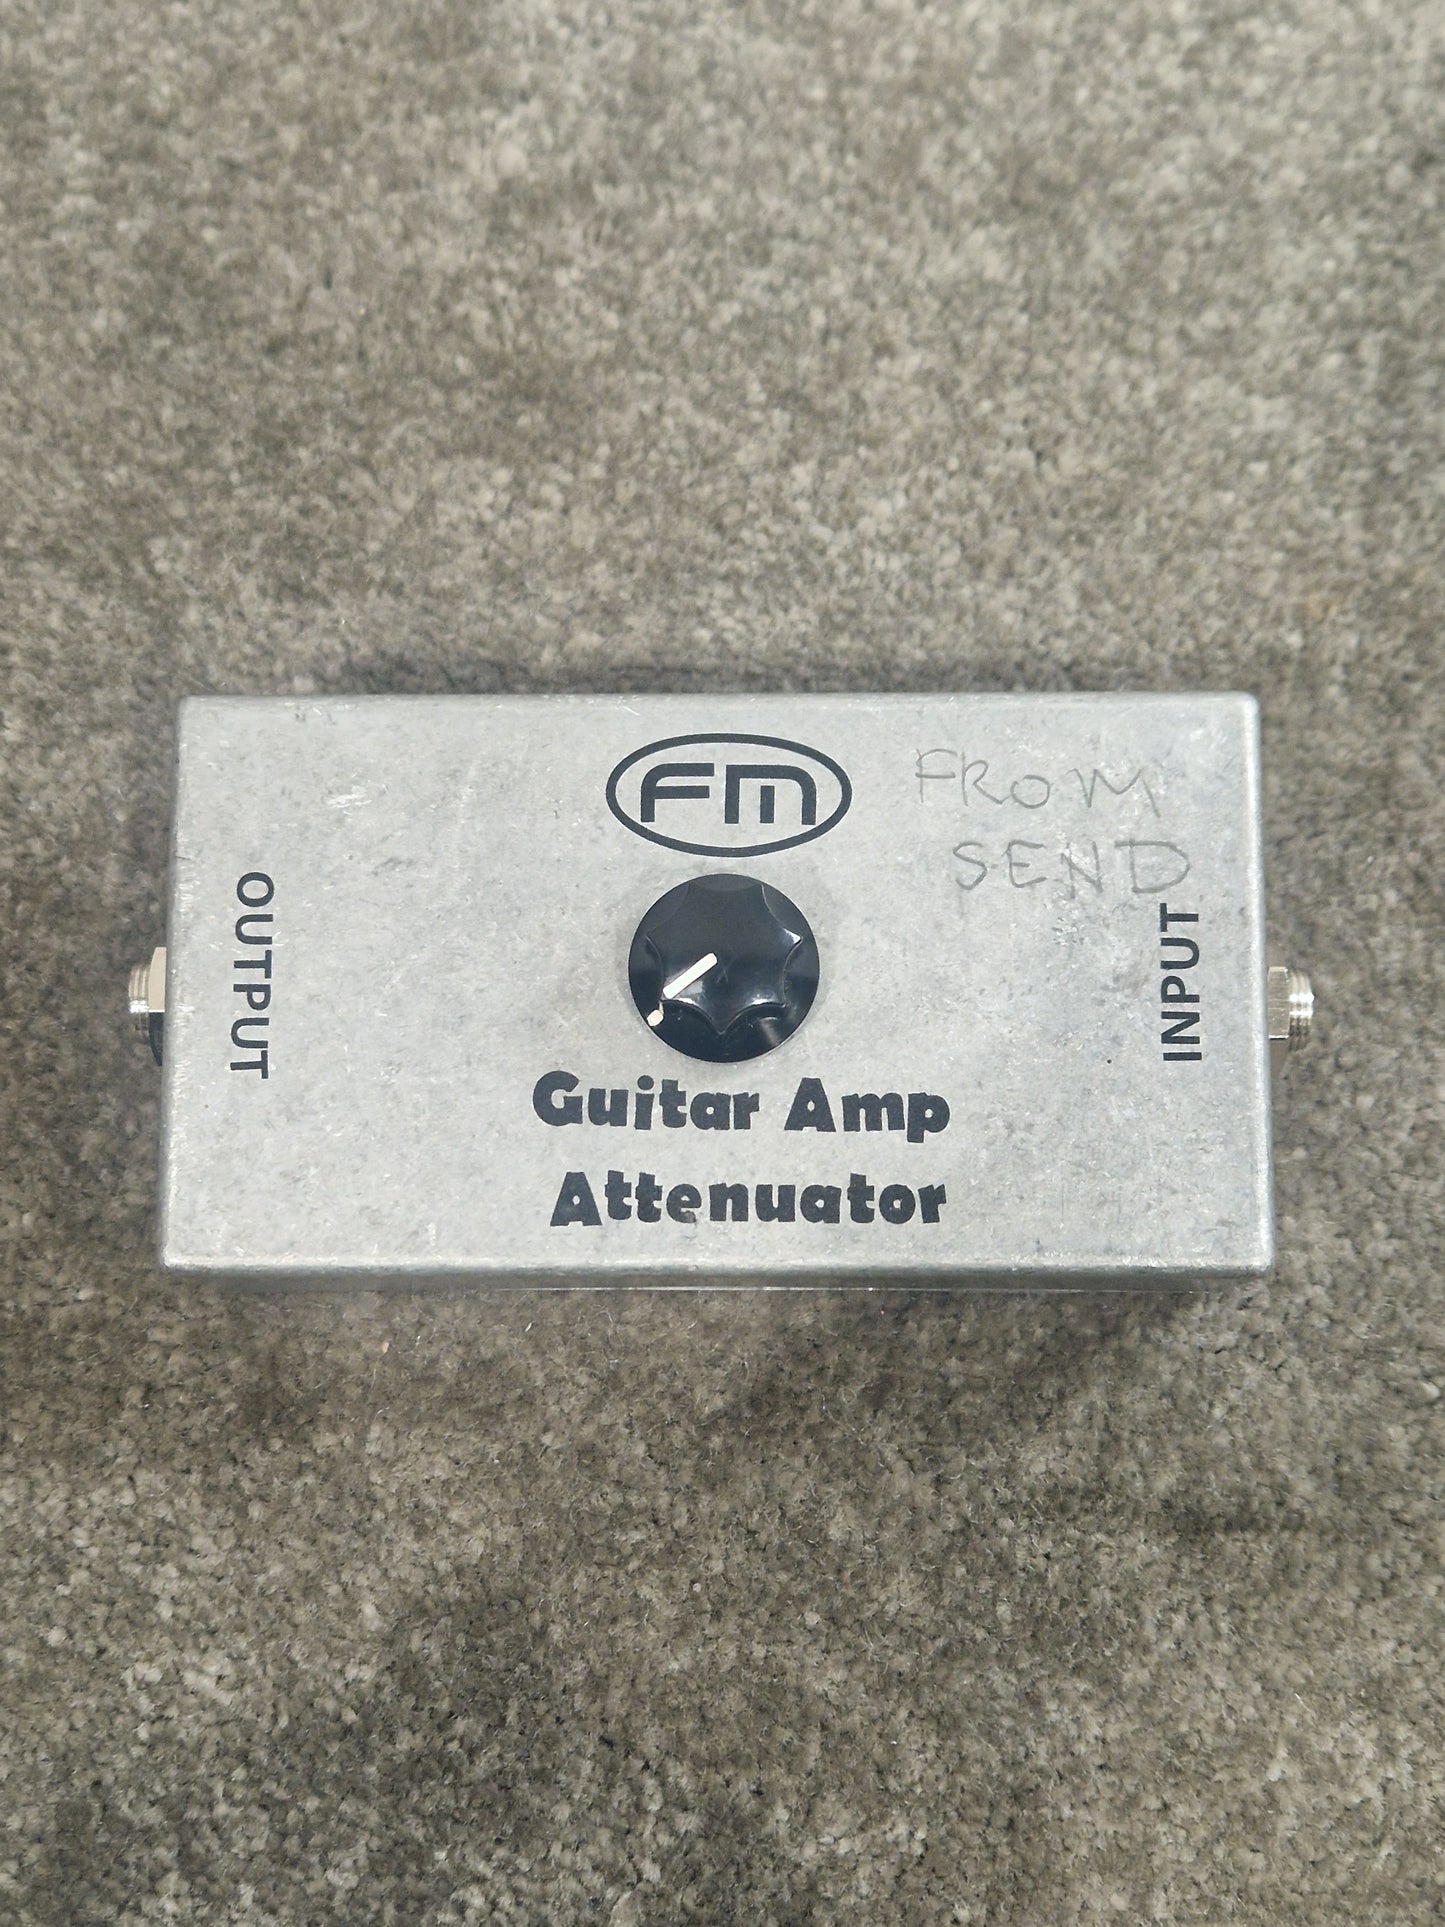 FM
FROM
SEND
OUTPUT
INPUT
Guitar Amp
Attenuator